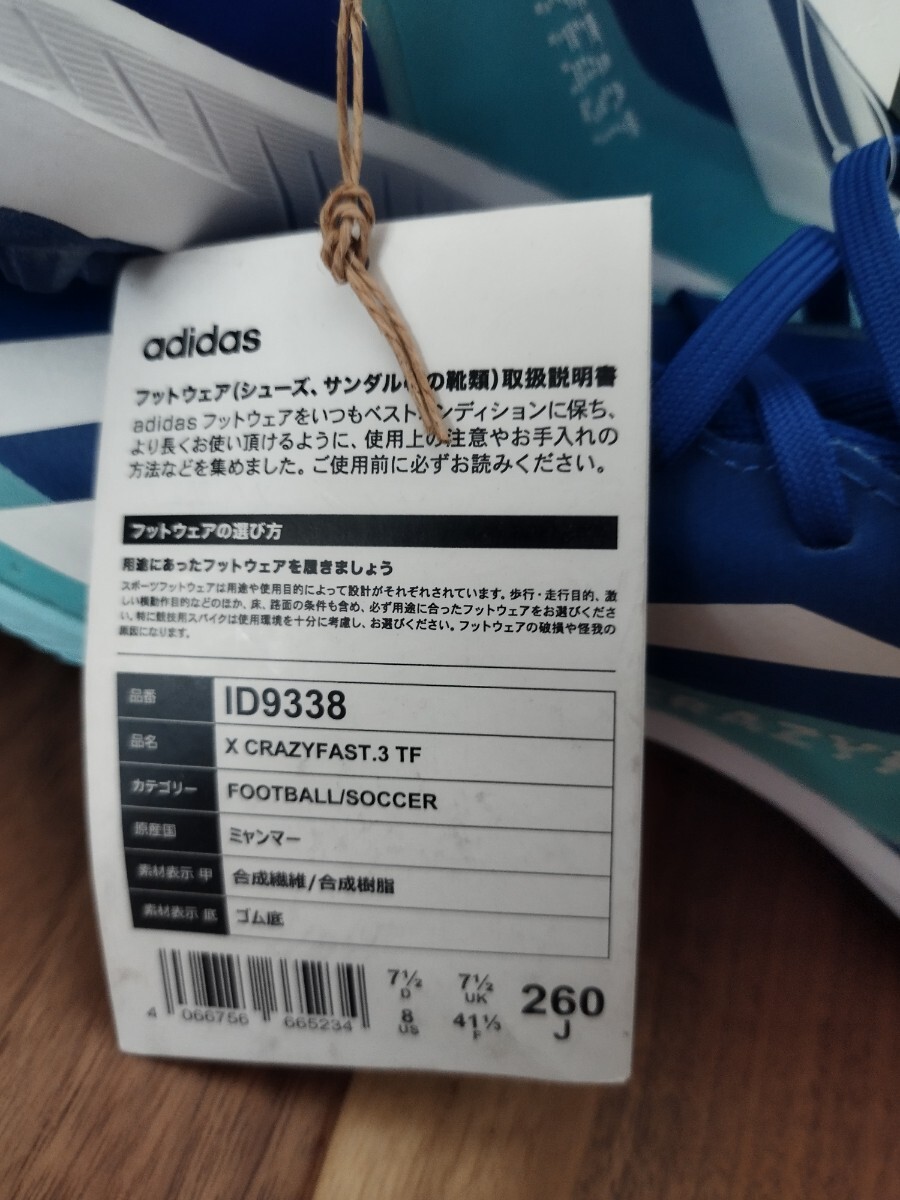 adidas
フットウェア(シューズ、サンダル の靴類)取扱説明書
adidas フットウェアをいつもベスト ンディションに保ち、
より長くお使い頂けるように、使用上の注意やお手入れの
方法などを集めました。ご使用前に必ずお読みください。
フットウェアの選び方
用途にあったフットウェアを履きましょう
スポーツフットウェアは用途や使用目的によって設計がそれぞれされています。歩行・走行目的、激
しい横動作目的などのほか、床、路面の条件も含め、必ず用途に合ったフットウェアをお選びくださ
い。特に競技用スパイクは使用環境を十分に考慮し、お選びください。フットウェアの破損や怪我の
原因になります。
品番 ID9338
品名 X CRAZYFAST.3 TF
カテゴリー FOOTBALL/SOCCER
原産国 ミャンマー
素材表示 甲 合成繊維/合成樹脂
素材表示 底 ゴム底
7½ D 7½ UK 260 J
8 US 41⅓ F
4 066756 665234